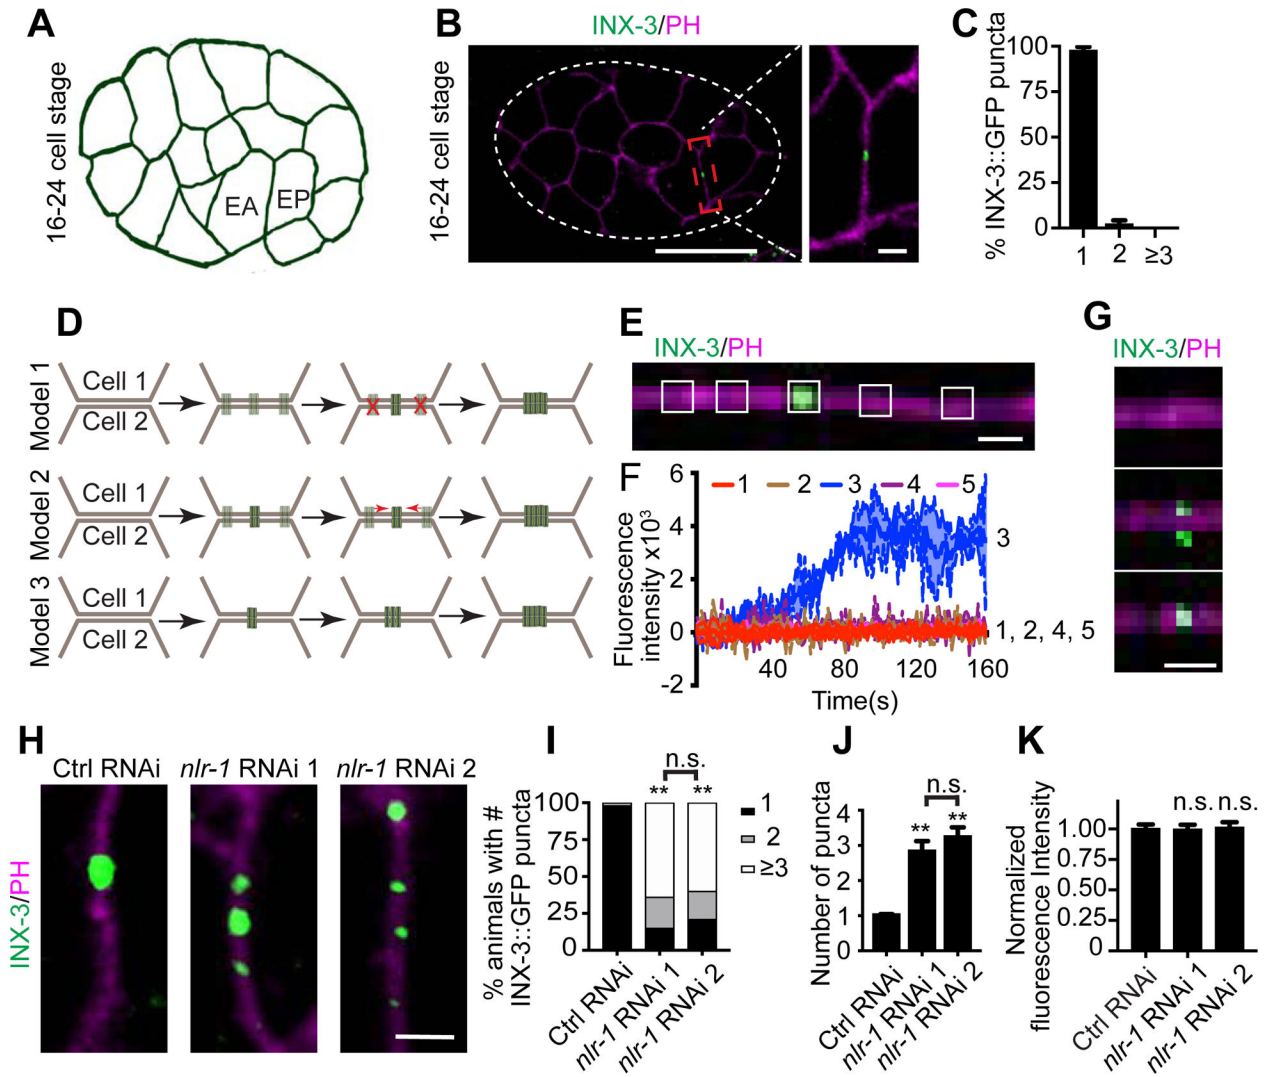 A
16-24 cell stage
EA
EP
B
INX-3/PH
16-24 cell stage
C
% INX-3::GFP puncta
100
75
50
25
0
1
2
≥3
D
Model 1
Cell 1
Cell 2
Model 2
Cell 1
Cell 2
Model 3
Cell 1
Cell 2
E
INX-3/PH
F
Fluorescence
intensity x10³
6
4
2
0
-2
1
2
3
4
5
3
1, 2, 4, 5
40
80
120
160
Time(s)
G
INX-3/PH
H
INX-3/PH
Ctrl RNAi
nlr-1 RNAi 1
nlr-1 RNAi 2
I
% animals with #
INX-3::GFP puncta
100
75
50
25
0
n.s.
**
**
1
2
≥3
Ctrl RNAi
nlr-1 RNAi 1
nlr-1 RNAi 2
J
Number of puncta
4
3
2
1
0
n.s.
**
**
Ctrl RNAi
nlr-1 RNAi 1
nlr-1 RNAi 2
K
Normalized
fluorescence Intensity
1.00
0.75
0.50
0.25
0
n.s.
n.s.
Ctrl RNAi
nlr-1 RNAi 1
nlr-1 RNAi 2